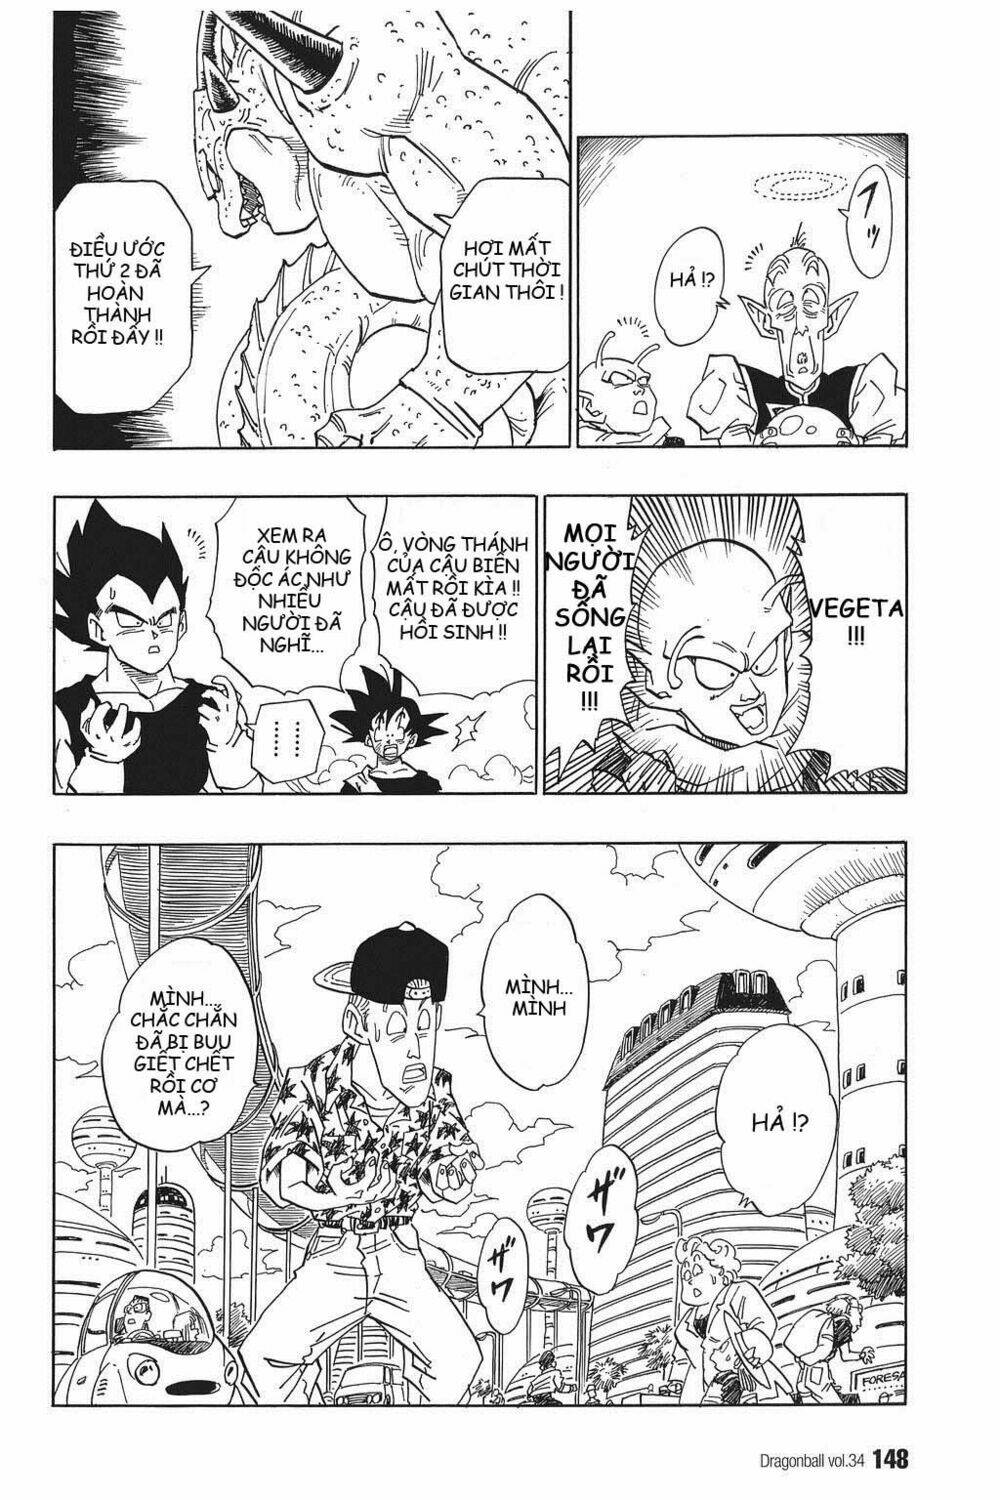 ĐIỀU ƯỚC
THỨ 2 ĐÃ
HOÀN
THÀNH
RỒI ĐẤY !!
HƠI MẤT
CHÚT THỜI
GIAN THÔI !
HẢ !?
フッ
XEM RA
CẬU KHÔNG
ĐỘC ÁC NHƯ
NHIỀU
NGƯỜI ĐÃ
NGHĨ...
Ô, VÒNG THÁNH
CỦA CẬU BIẾN
MẤT RỒI KÌA !!
CẬU ĐÃ ĐƯỢC
HỒI SINH !!
......
MỌI
NGƯỜI
ĐÃ
SỐNG
LẠI
RỒI
!!!
VEGETA
!!!
MÌNH...
CHẮC CHẮN
ĐÃ BỊ BUU
GIẾT CHẾT
RỒI CƠ
MÀ...?
MÌNH...
MÌNH
HẢ !?
ザワ
ザワ
FORESA
Dragonball vol.34 148